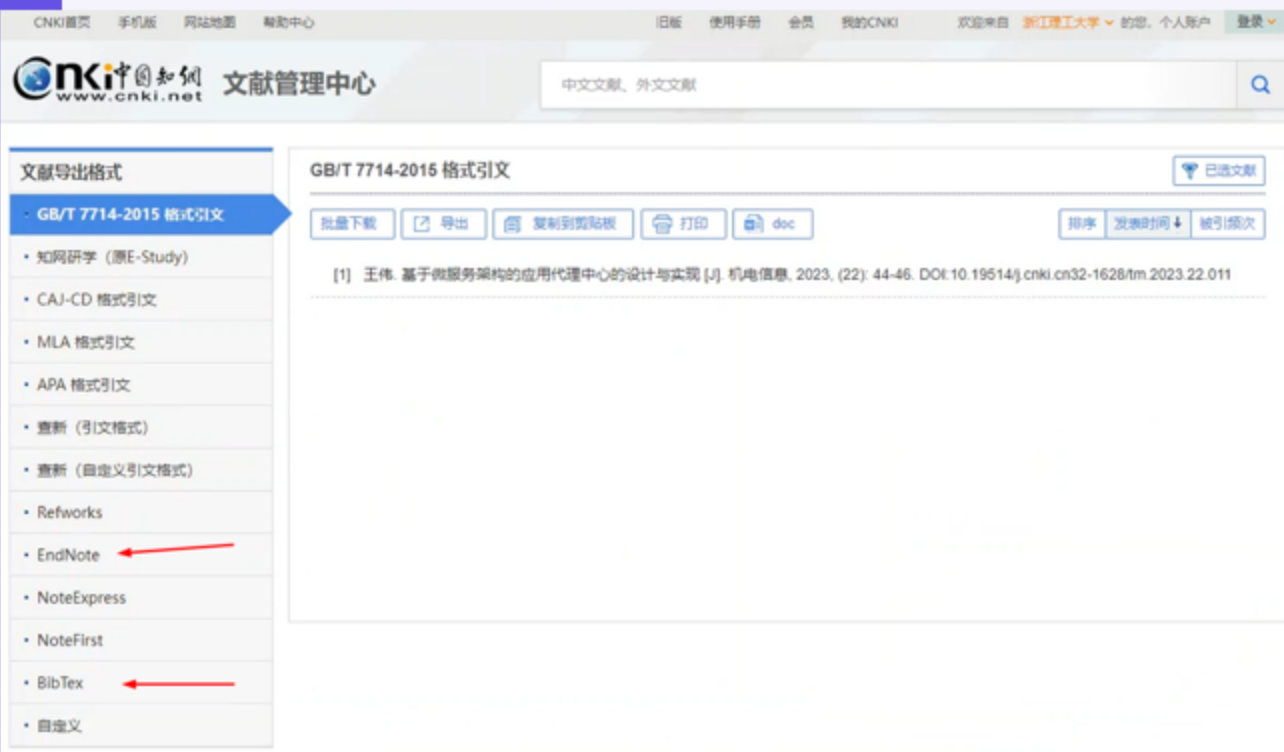 CNKI首页 手机版 网站地图 帮助中心 旧版 使用手册 会员 我的CNKI 欢迎来自 浙江理工大学 的您，个人账户 登录
cnki中国知网 www.cnki.net 文献管理中心 中文文献、外文文献
文献导出格式
GB/T 7714-2015 格式引文
知网研学（原E-Study）
CAJ-CD 格式引文
MLA 格式引文
APA 格式引文
查新（引文格式）
查新（自定义引文格式）
Refworks
EndNote
NoteExpress
NoteFirst
BibTex
自定义
GB/T 7714-2015 格式引文 已选文献
批量下载 导出 复制到剪贴板 打印 doc 排序 发表时间↓ 被引频次
[1] 王伟. 基于微服务架构的应用代理中心的设计与实现 [J]. 机电信息, 2023, (22): 44-46. DOI:10.19514/j.cnki.cn32-1628/tm.2023.22.011